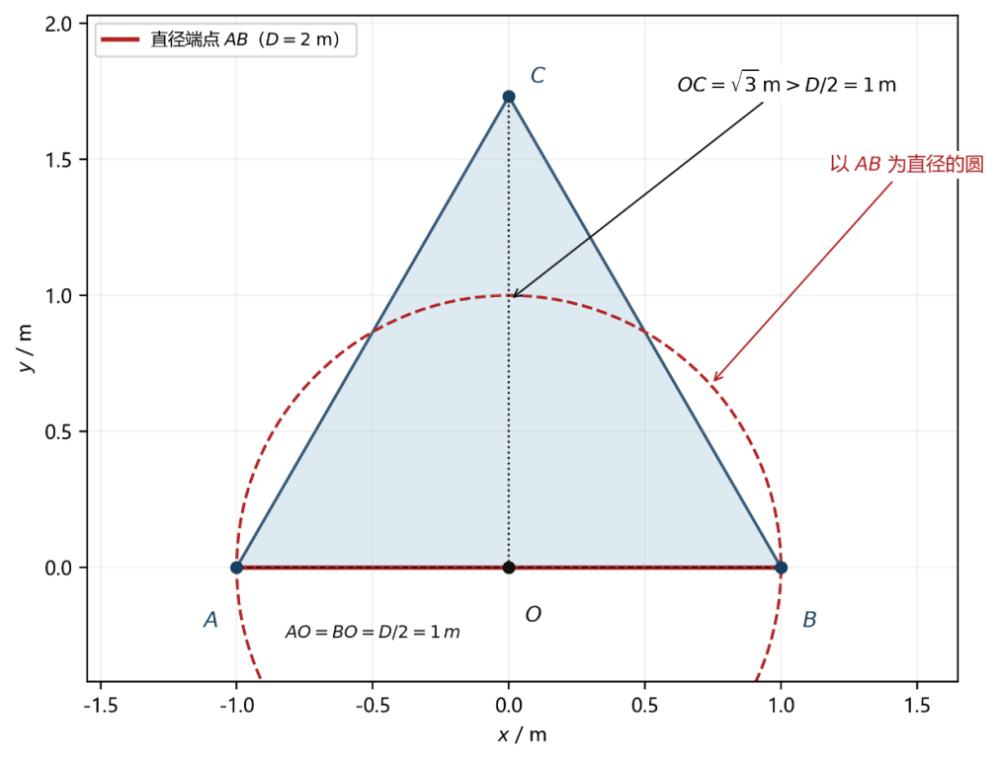 2.0
直径端点 AB（D = 2 m）
C
OC = √3 m > D/2 = 1 m
1.5
以 AB 为直径的圆
1.0
y / m
0.5
0.0
A
O
B
AO = BO = D/2 = 1 m
-1.5
-1.0
-0.5
0.0
0.5
1.0
1.5
x / m